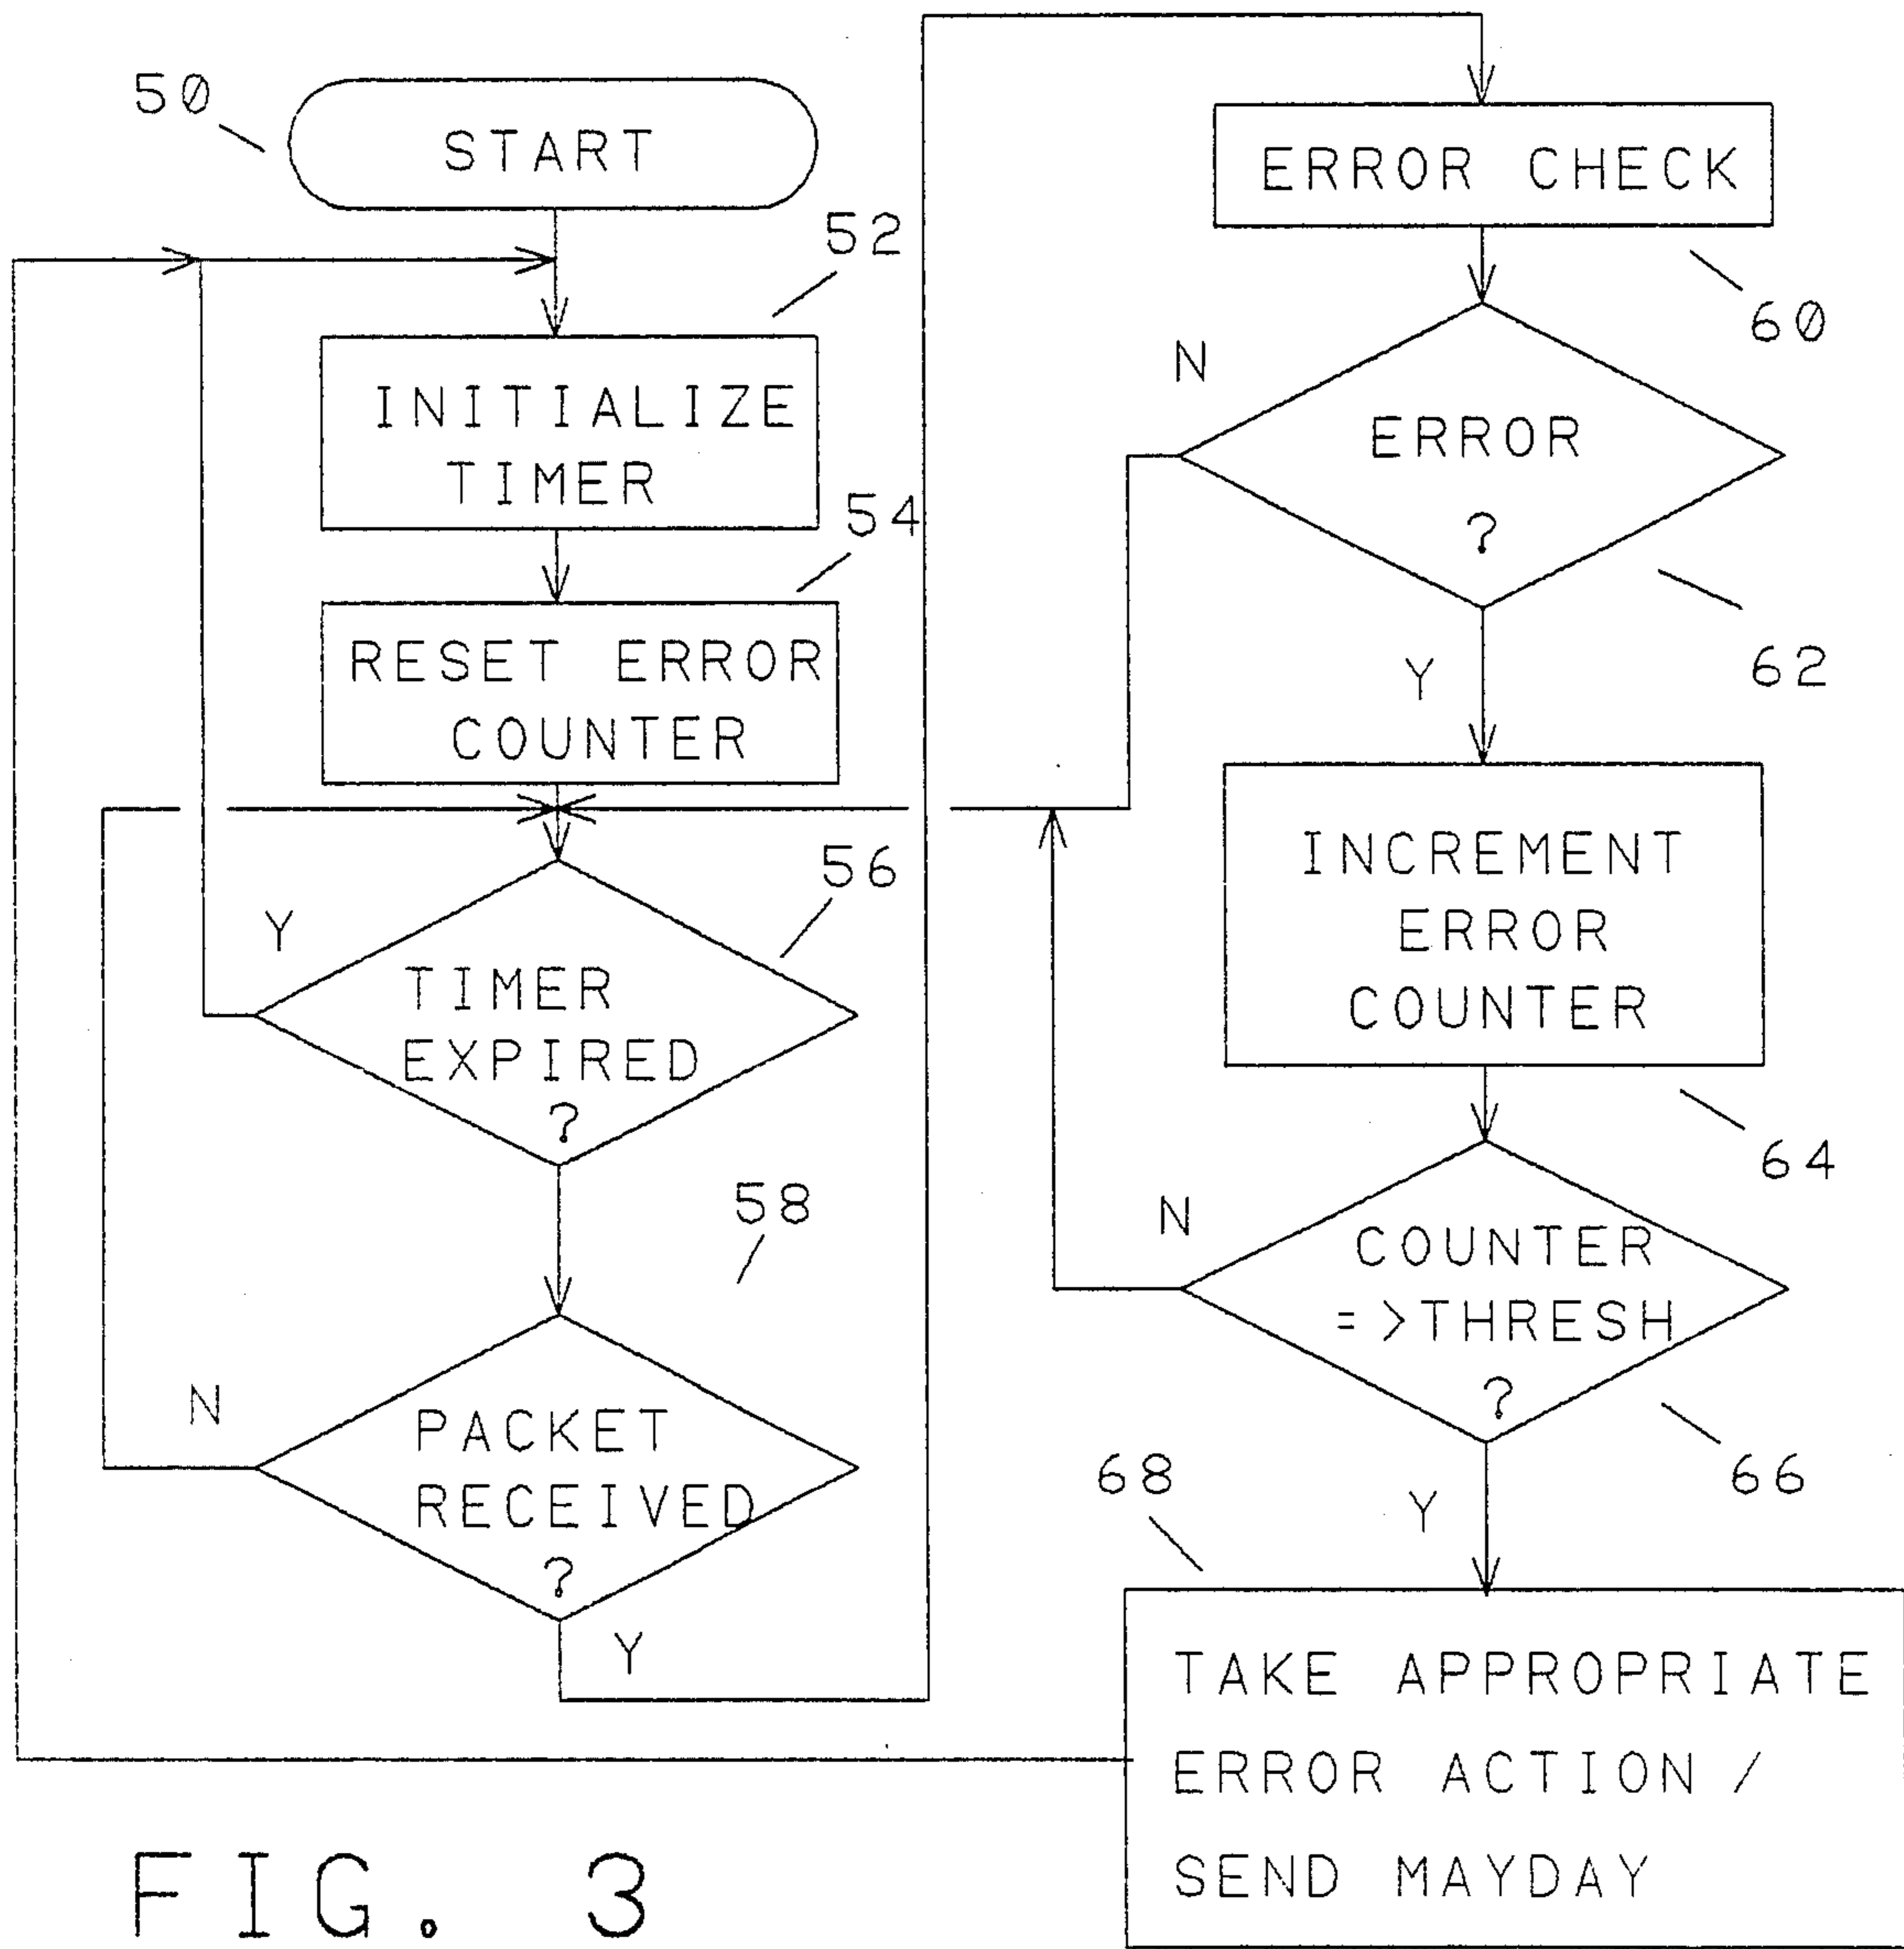 50
START
52
INITIALIZE
TIMER
54
RESET ERROR
COUNTER
56
Y
TIMER
EXPIRED
?
58
N
PACKET
RECEIVED
?
Y
ERROR CHECK
60
N
ERROR
?
62
Y
INCREMENT
ERROR
COUNTER
64
N
COUNTER
=>THRESH
?
66
68
Y
TAKE APPROPRIATE
ERROR ACTION /
SEND MAYDAY
FIG. 3